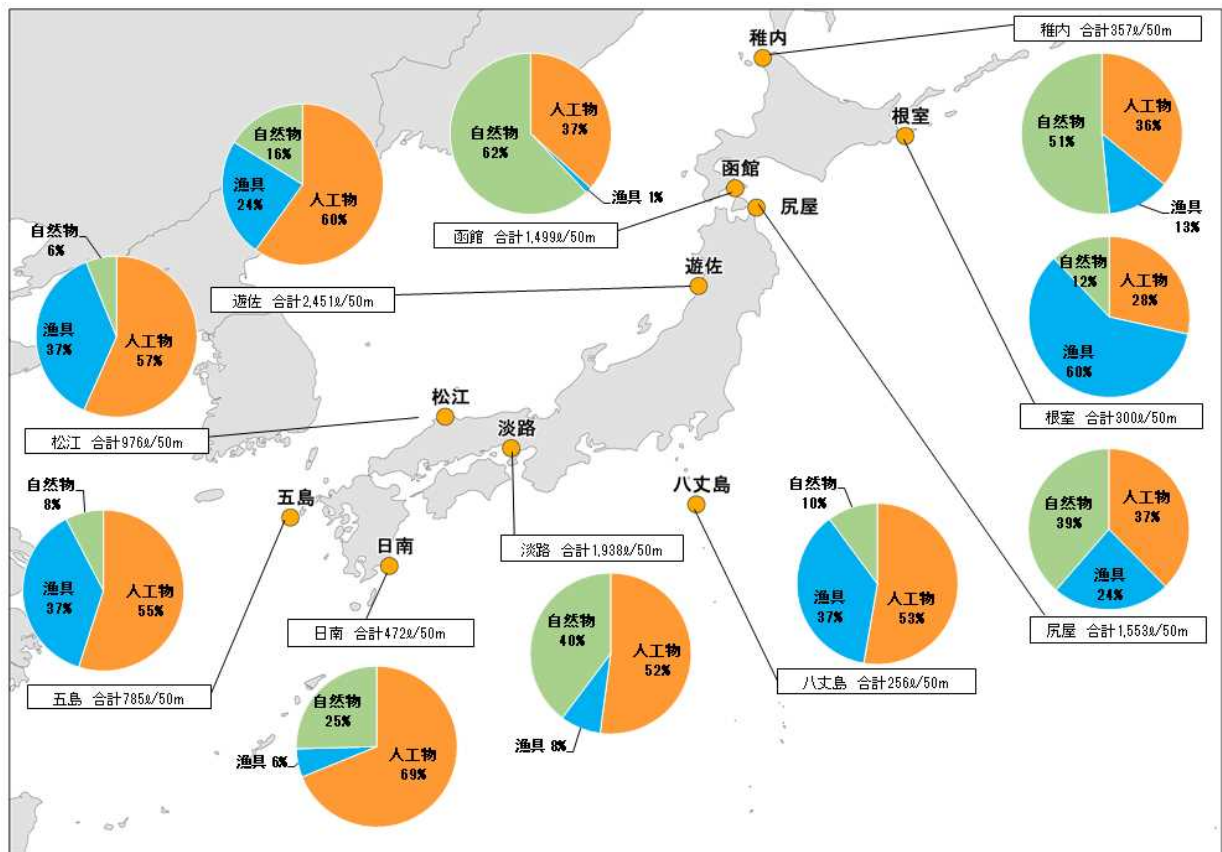 稚内 合計357ℓ/50m
稚内
自然物
51%
人工物
36%
漁具
13%
根室
函館
尻屋
自然物
62%
人工物
37%
漁具 1%
函館 合計1,499ℓ/50m
自然物
16%
漁具
24%
人工物
60%
遊佐
遊佐 合計2,451ℓ/50m
自然物
12%
人工物
28%
漁具
60%
根室 合計300ℓ/50m
自然物
6%
漁具
37%
人工物
57%
松江
松江 合計976ℓ/50m
淡路
淡路 合計1,938ℓ/50m
八丈島
自然物
39%
人工物
37%
漁具
24%
尻屋 合計1,553ℓ/50m
自然物
8%
漁具
37%
人工物
55%
五島
五島 合計785ℓ/50m
日南
日南 合計472ℓ/50m
自然物
10%
漁具
37%
人工物
53%
八丈島 合計256ℓ/50m
自然物
40%
人工物
52%
漁具 8%
自然物
25%
漁具 6%
人工物
69%